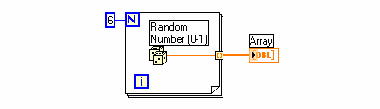 6
N
Random
Number (0-1)
Array
DBL
i